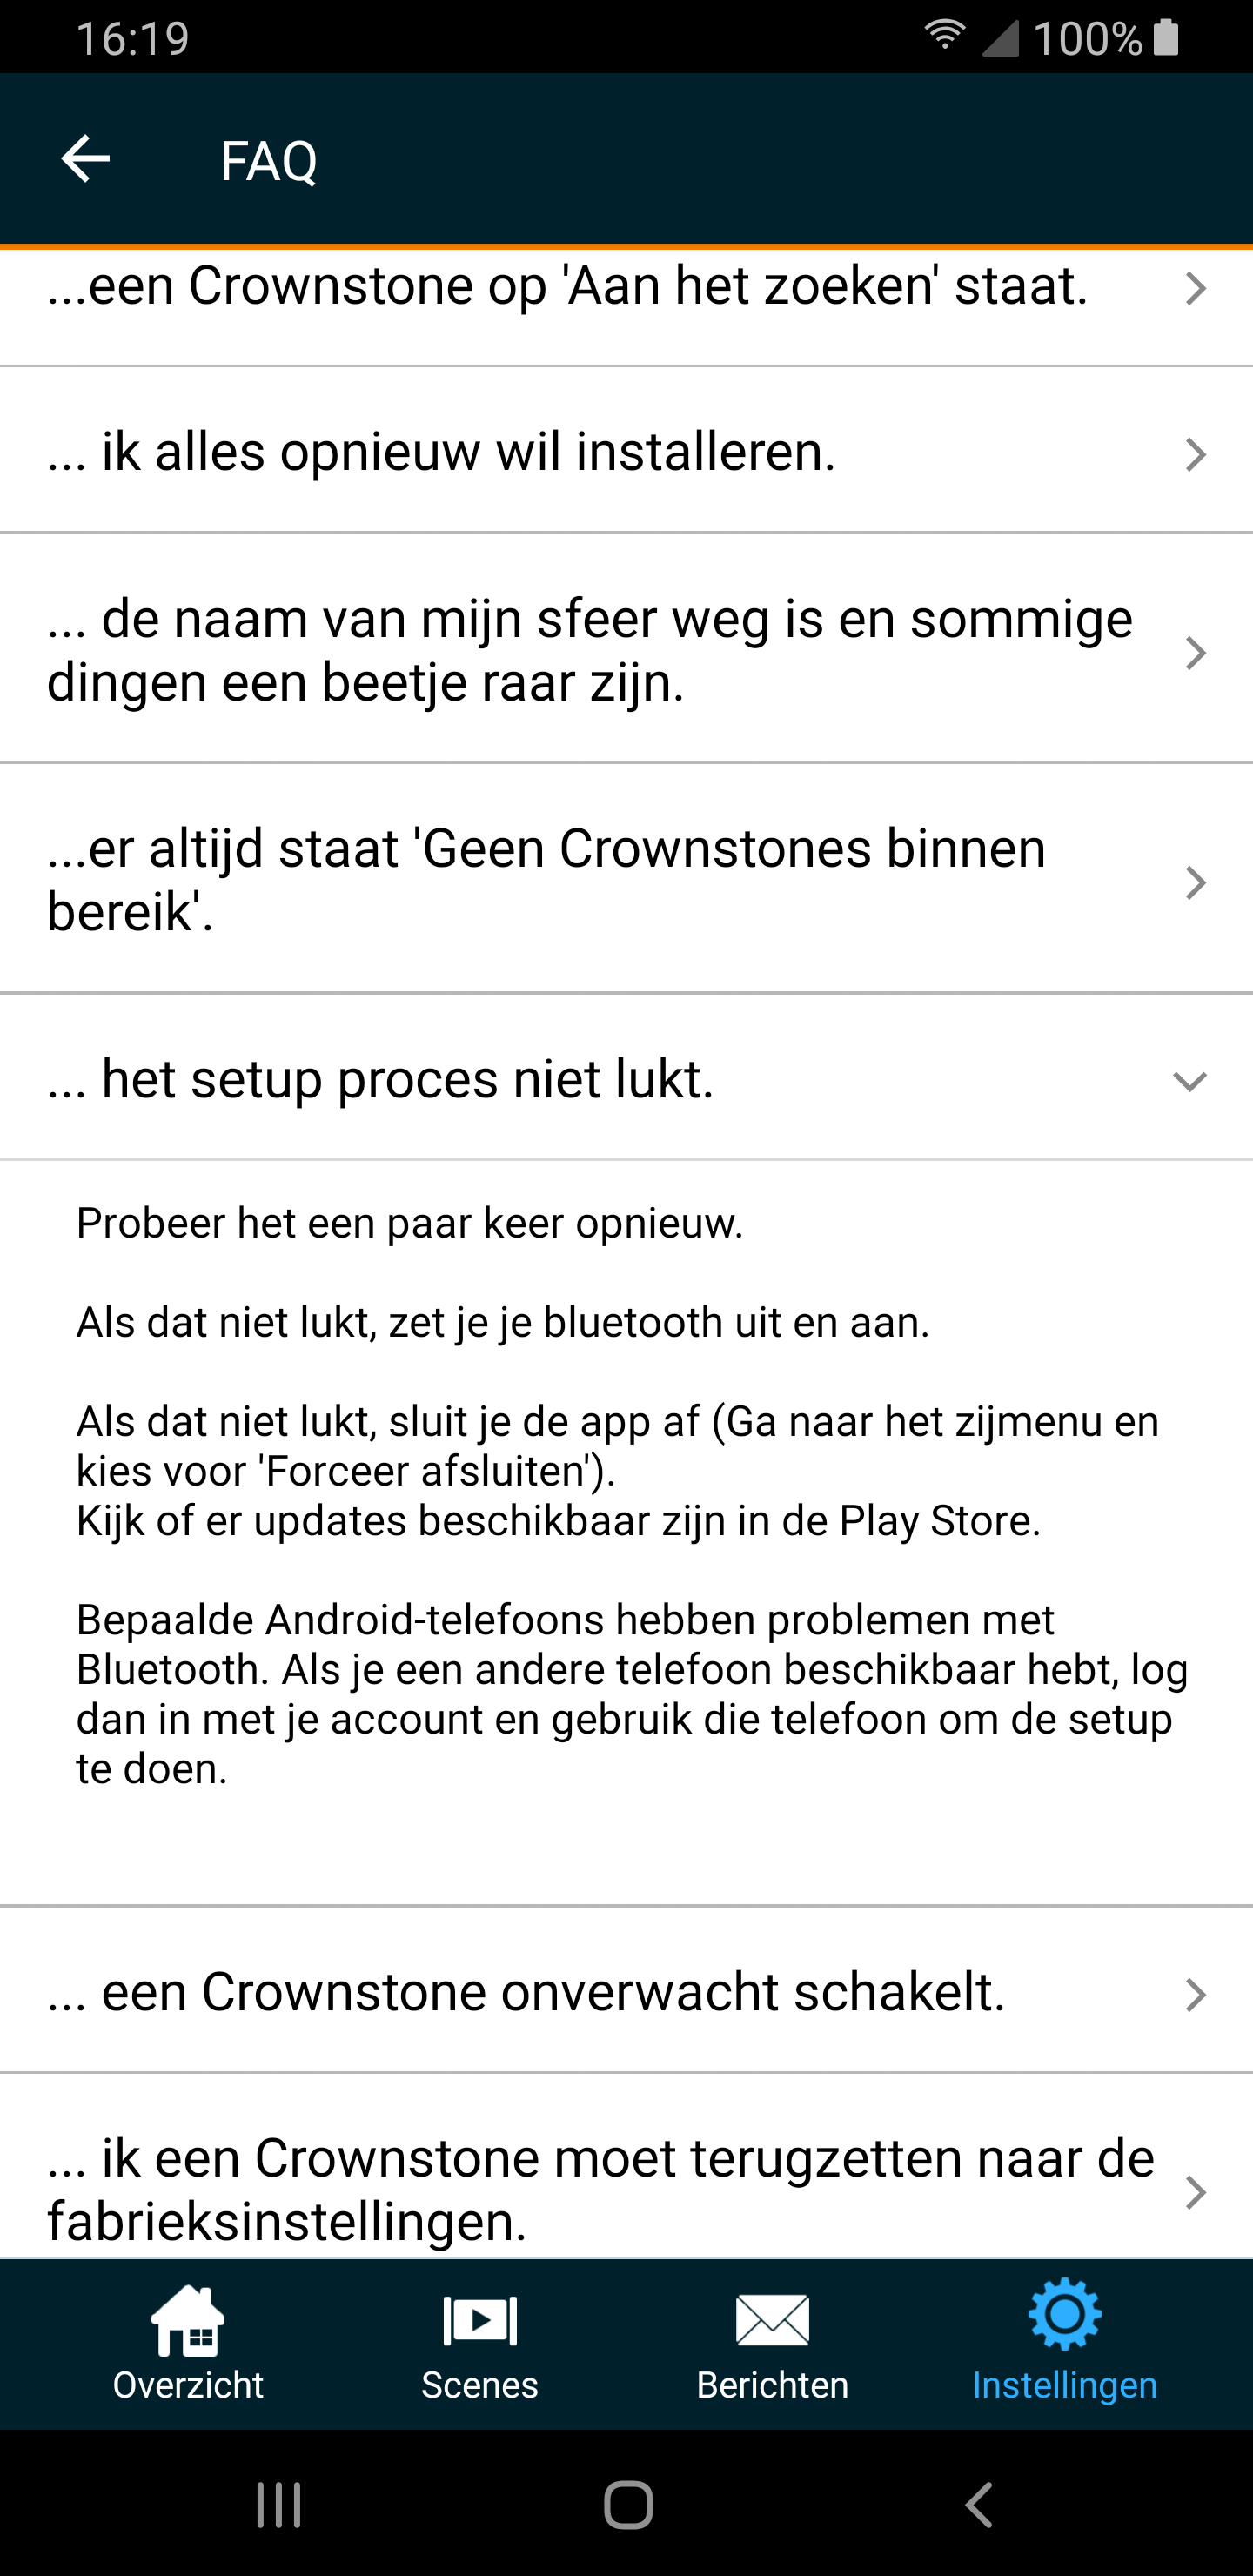 16:19
100%
FAQ
...een Crownstone op 'Aan het zoeken' staat.
... ik alles opnieuw wil installeren.
... de naam van mijn sfeer weg is en sommige
dingen een beetje raar zijn.
...er altijd staat 'Geen Crownstones binnen
bereik'.
... het setup proces niet lukt.
Probeer het een paar keer opnieuw.
Als dat niet lukt, zet je je bluetooth uit en aan.
Als dat niet lukt, sluit je de app af (Ga naar het zijmenu en
kies voor 'Forceer afsluiten').
Kijk of er updates beschikbaar zijn in de Play Store.
Bepaalde Android-telefoons hebben problemen met
Bluetooth. Als je een andere telefoon beschikbaar hebt, log
dan in met je account en gebruik die telefoon om de setup
te doen.
... een Crownstone onverwacht schakelt.
... ik een Crownstone moet terugzetten naar de
fabrieksinstellingen.
Overzicht
Scenes
Berichten
Instellingen